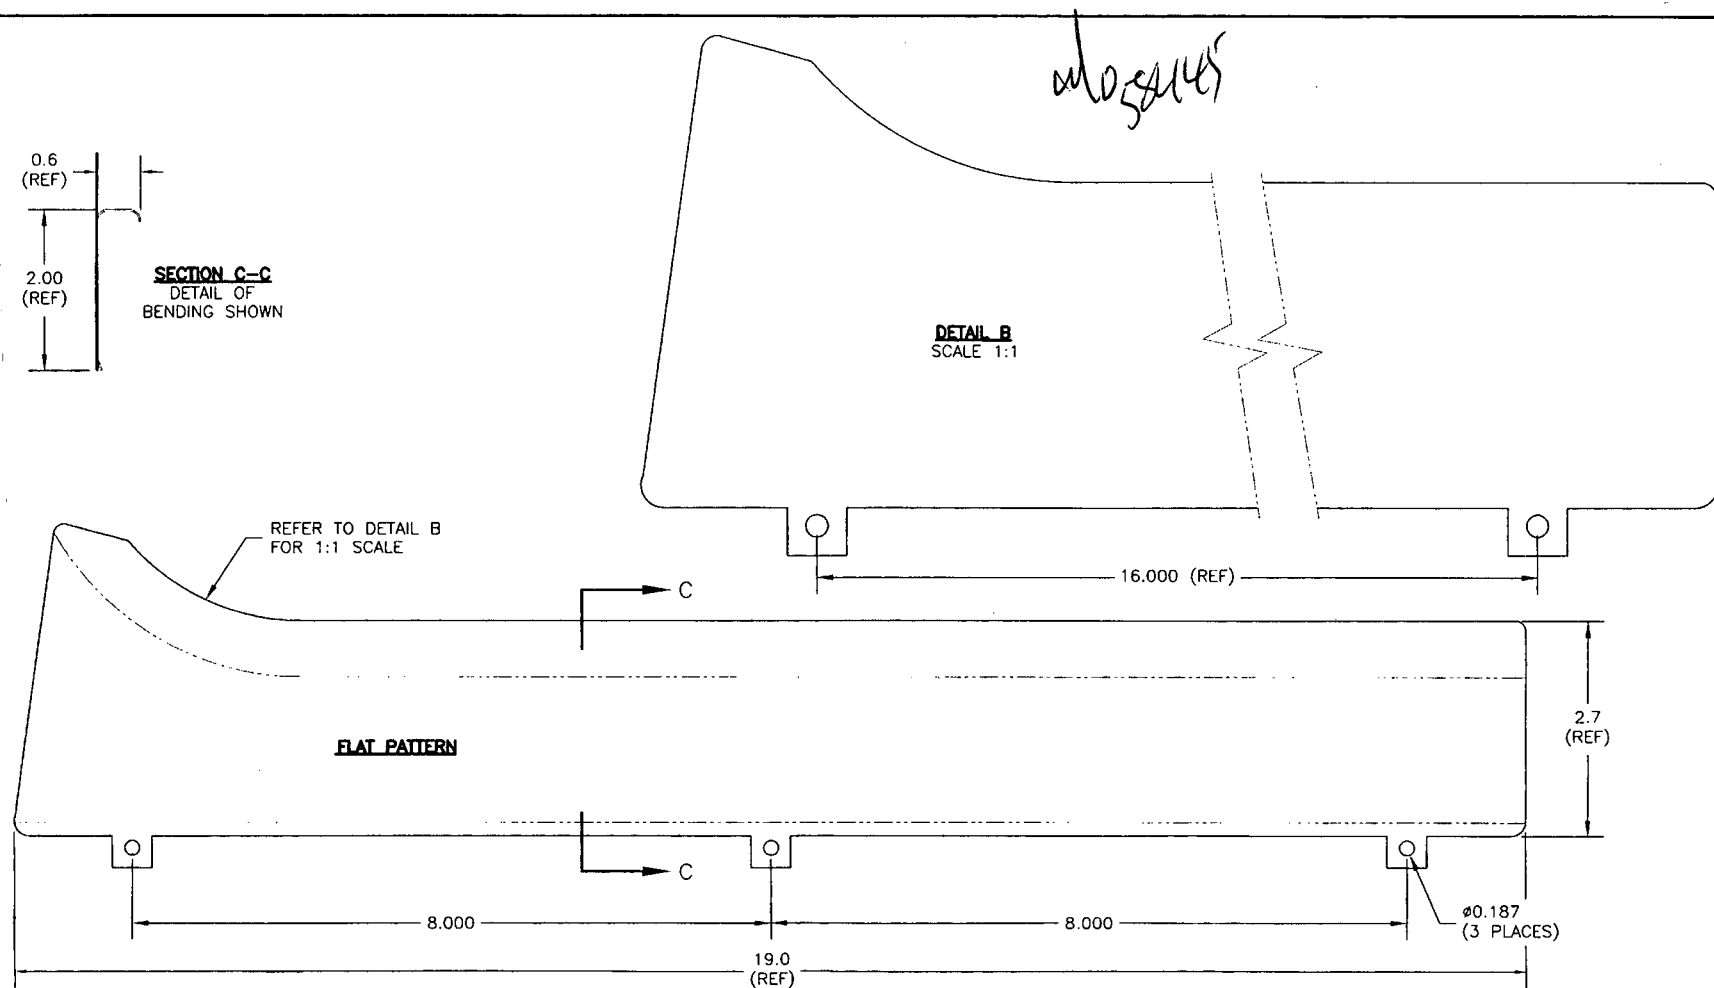 0.6
(REF)
2.00
(REF)
SECTION C-C
DETAIL OF
BENDING SHOWN
DETAIL B
SCALE 1:1
16.000 (REF)
REFER TO DETAIL B
FOR 1:1 SCALE
C
2.7
(REF)
FLAT PATTERN
C
8.000
8.000
Ø0.187
(3 PLACES)
19.0
(REF)